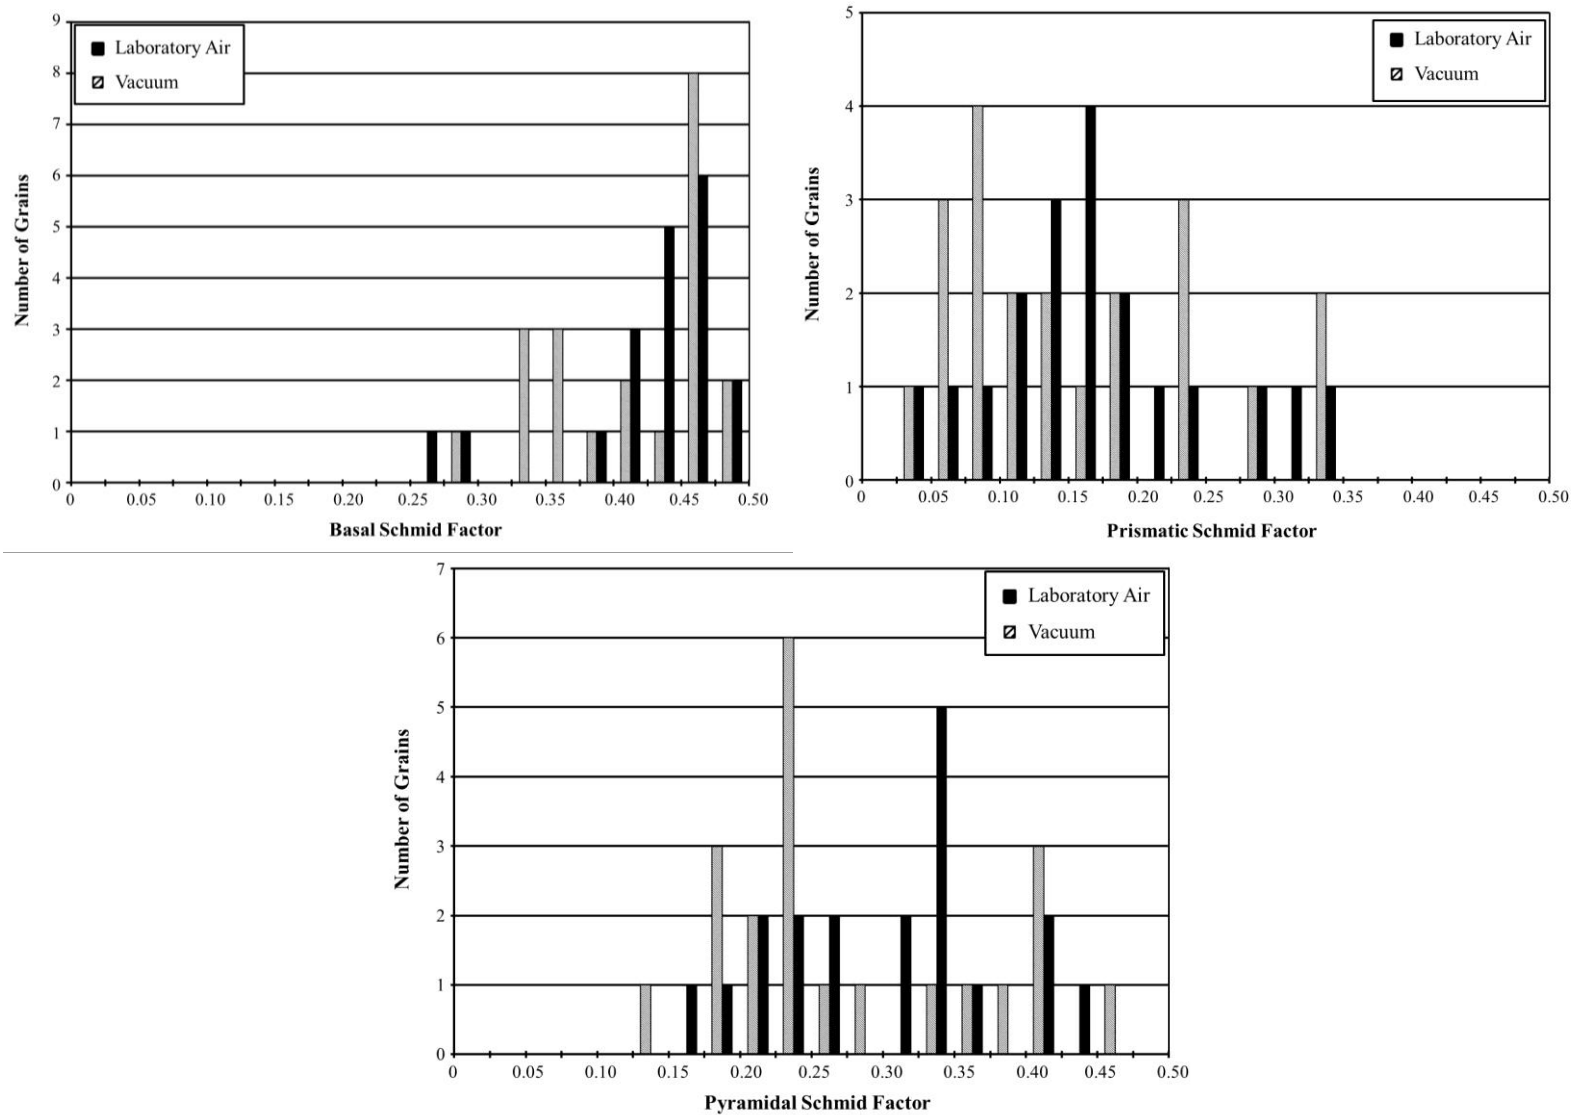 Laboratory Air
Vacuum
9
8
7
6
5
4
3
2
1
0
Number of Grains
0 0.05 0.10 0.15 0.20 0.25 0.30 0.35 0.40 0.45 0.50
Basal Schmid Factor
Laboratory Air
Vacuum
5
4
3
2
1
0
Number of Grains
0 0.05 0.10 0.15 0.20 0.25 0.30 0.35 0.40 0.45 0.50
Prismatic Schmid Factor
Laboratory Air
Vacuum
7
6
5
4
3
2
1
0
Number of Grains
0 0.05 0.10 0.15 0.20 0.25 0.30 0.35 0.40 0.45 0.50
Pyramidal Schmid Factor